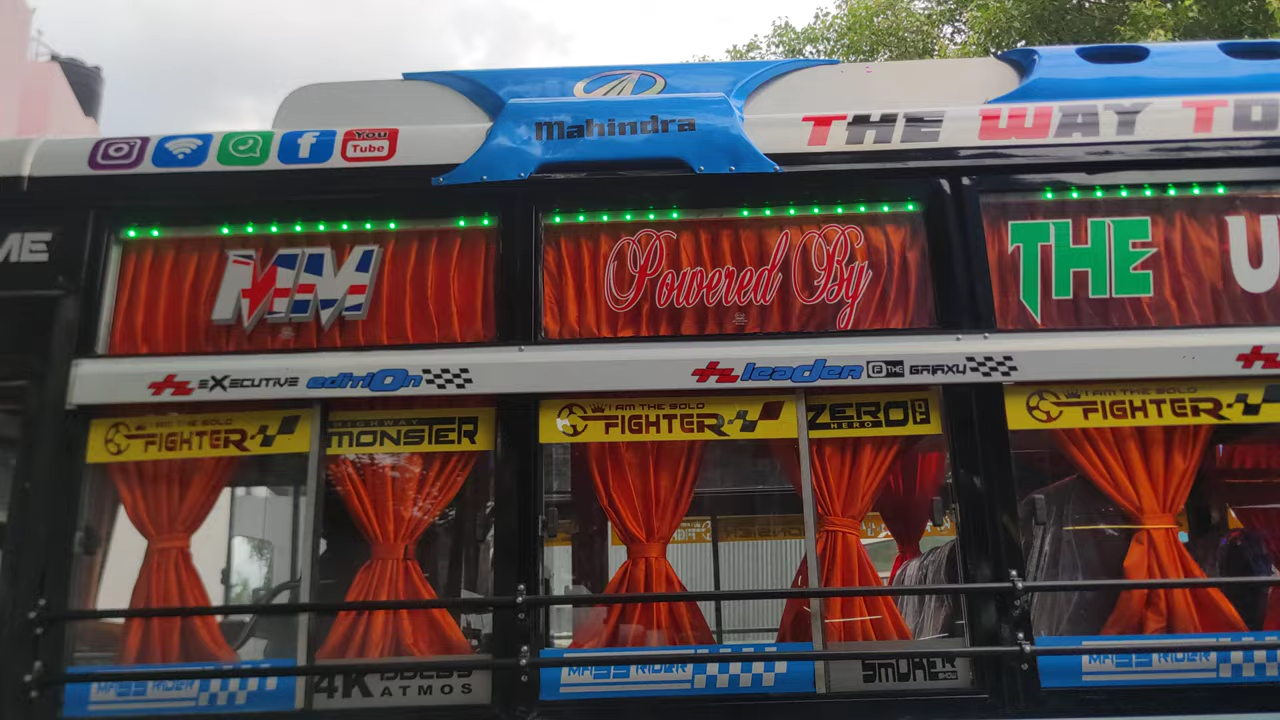 You
Tube
Mahindra
THE WAY TO
ME
MM
Powered By
THE U
EXECUTIVE edition
leader OF THE GAlAXY
I AM THE SOLO
FIGHTER
HIGHWAY
MONSTER
I AM THE SOLO
FIGHTER
ZERO
HERO
I AM THE SOLO
FIGHTER
MASS RIDER
4K DOLBY
ATMOS
MASS RIDER
SMOKER
SHOW
MASS RIDER